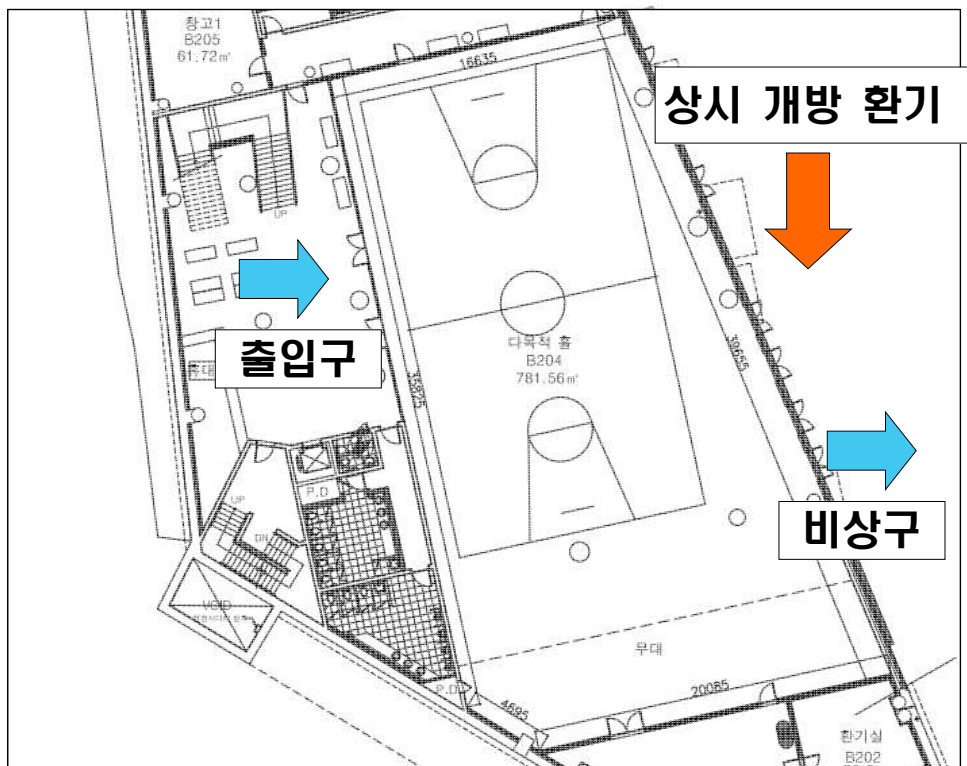 창고1
B205
61.72㎡
16635
상시 개방 환기
UP
출입구
다목적 홀
B204
781.56㎡
39655
35825
비상구
P.D
UP
DN
VOID
무대
P.D
4695
20085
환기실
B202